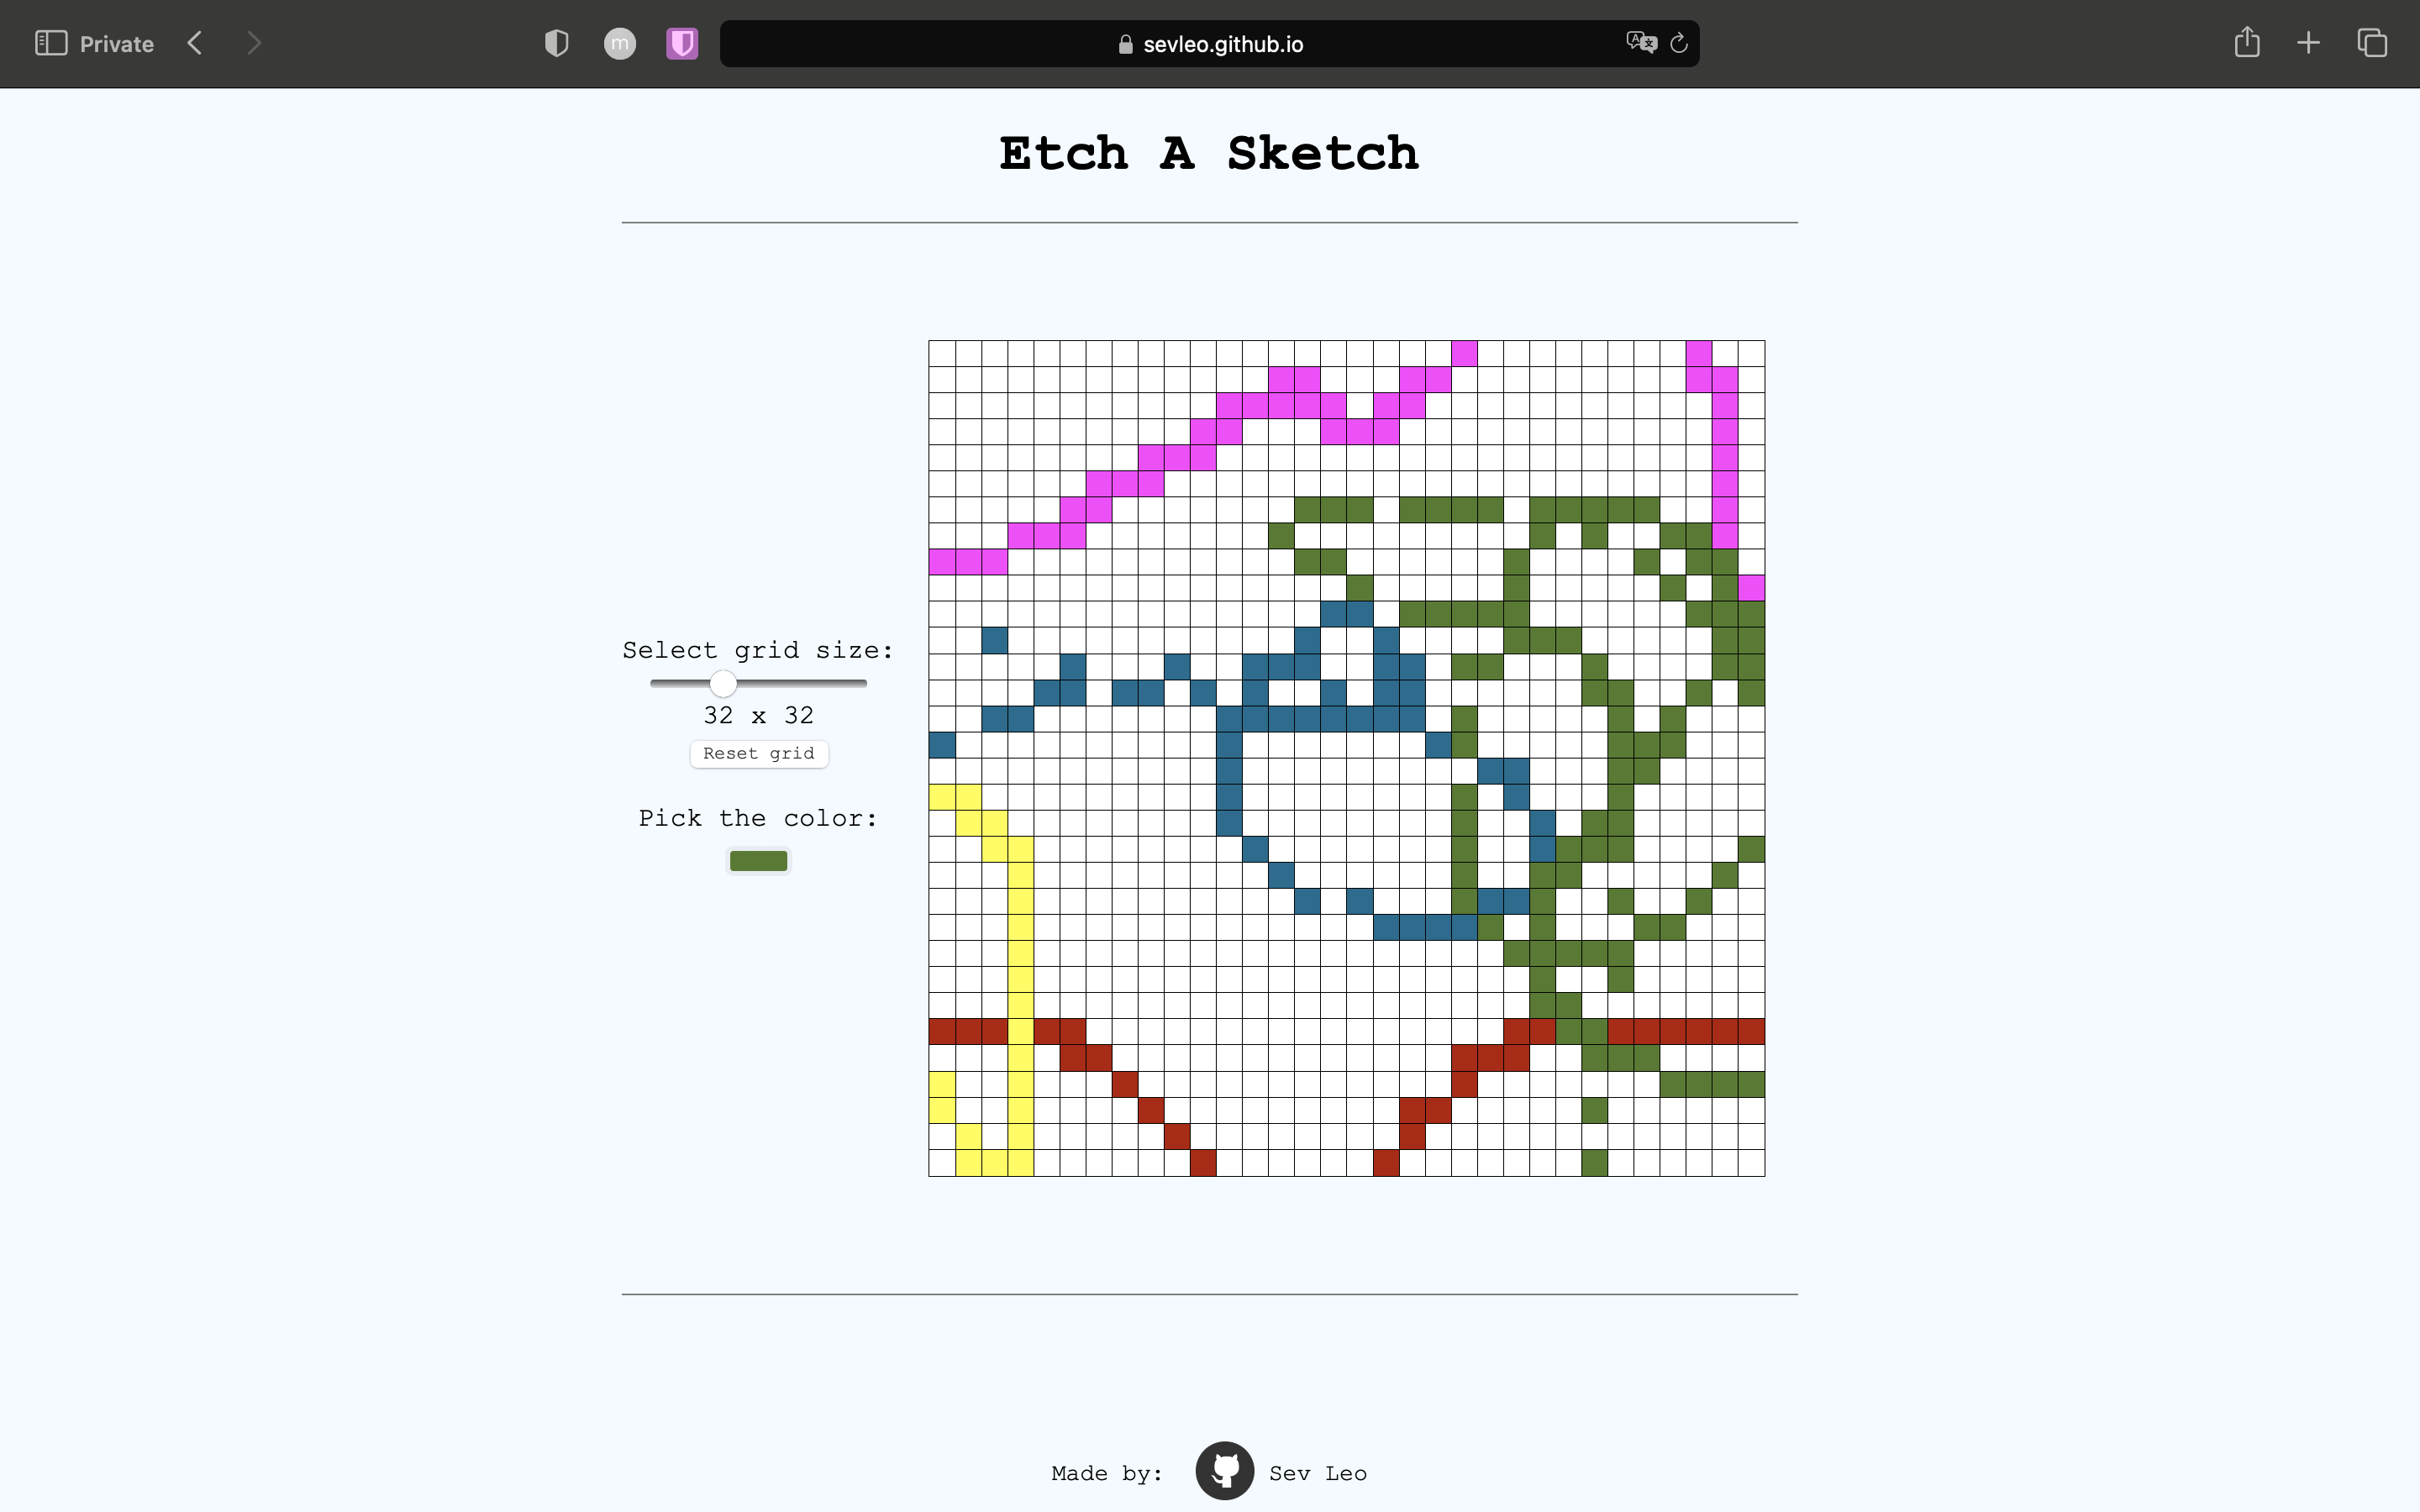 Private
m
sevleo.github.io
Etch A Sketch
Select grid size:
32 x 32
Reset grid
Pick the color:
Made by: Sev Leo